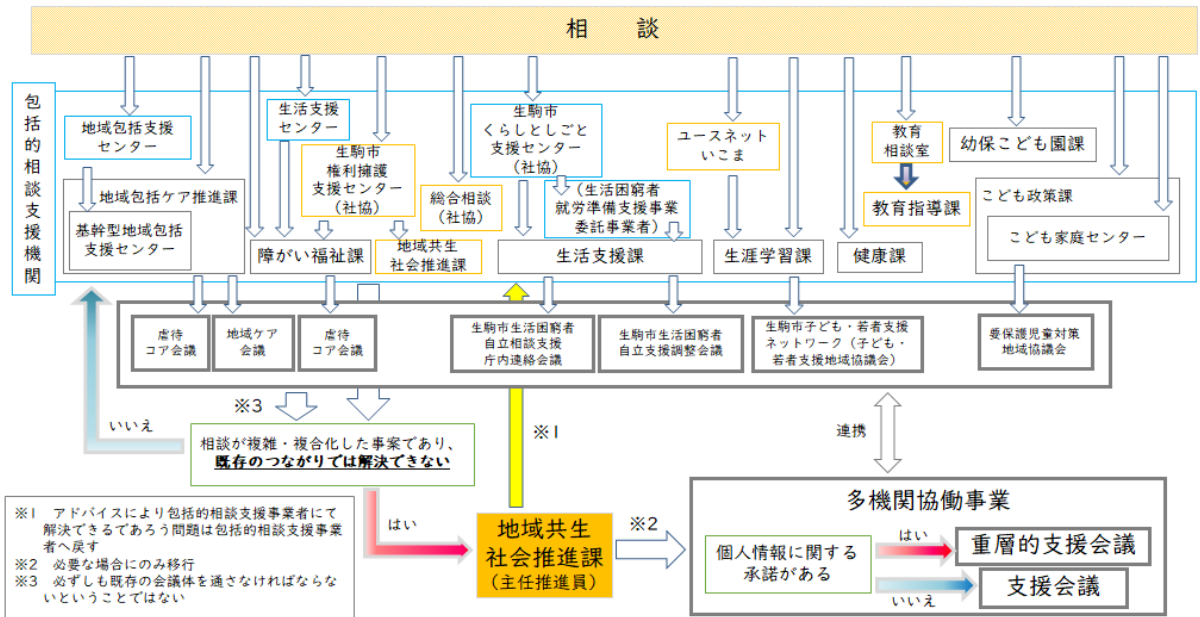 相　談
包括的相談支援機関
地域包括支援
センター
生活支援
センター
生駒市
権利擁護
支援センター
(社協)
総合相談
(社協)
生駒市
くらしとしごと
支援センター
(社協)
(生活困窮者
就労準備支援事業
委託事業者)
ユースネット
いこま
教育
相談室
幼保こども園課
地域包括ケア推進課
基幹型地域包括
支援センター
障がい福祉課
地域共生
社会推進課
生活支援課
生涯学習課
健康課
教育指導課
こども政策課
こども家庭センター
虐待
コア会議
地域ケア
会議
虐待
コア会議
生駒市生活困窮者
自立相談支援
庁内連絡会議
生駒市生活困窮者
自立支援調整会議
生駒市子ども・若者支援
ネットワーク（子ども・
若者支援地域協議会）
要保護児童対策
地域協議会
※3
いいえ
相談が複雑・複合化した事案であり、
既存のつながりでは解決できない
※1
連携
はい
地域共生
社会推進課
(主任推進員)
※2
多機関協働事業
個人情報に関する
承諾がある
はい
重層的支援会議
いいえ
支援会議
※1　アドバイスにより包括的相談支援事業者にて
解決できるであろう問題は包括的相談支援事業
者へ戻す
※2　必要な場合にのみ移行
※3　必ずしも既存の会議体を通さなければならな
いということではない